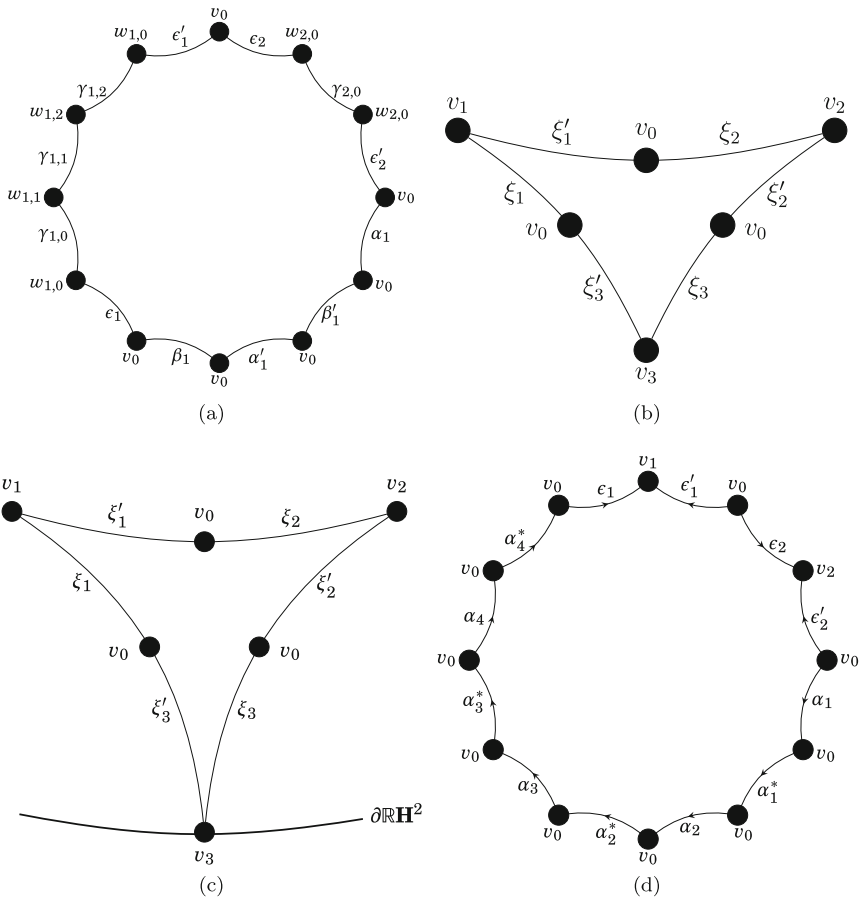 v₀
w₁,₀ ϵ′₁ ϵ₂ w₂,₀
γ₁,₂ γ₂,₀
w₁,₂ w₂,₀
γ₁,₁ ϵ′₂
w₁,₁ v₀
γ₁,₀ α₁
w₁,₀ v₀
ϵ₁ β′₁
v₀ β₁ α′₁ v₀
v₀
(a)
v₁ v₂
ξ′₁ v₀ ξ₂
ξ₁ ξ′₂
v₀ v₀
ξ′₃ ξ₃
v₃
(b)
v₁ v₂
ξ′₁ v₀ ξ₂
ξ₁ ξ′₂
v₀ v₀
ξ′₃ ξ₃
∂ℝ𝐇²
v₃
(c)
v₁
v₀ ϵ₁ ϵ′₁ v₀
α₄* ϵ₂
v₀ v₂
α₄ ϵ′₂
v₀ v₀
α₃* α₁
v₀ v₀
α₃ α₁*
v₀ α₂* α₂ v₀
v₀
(d)